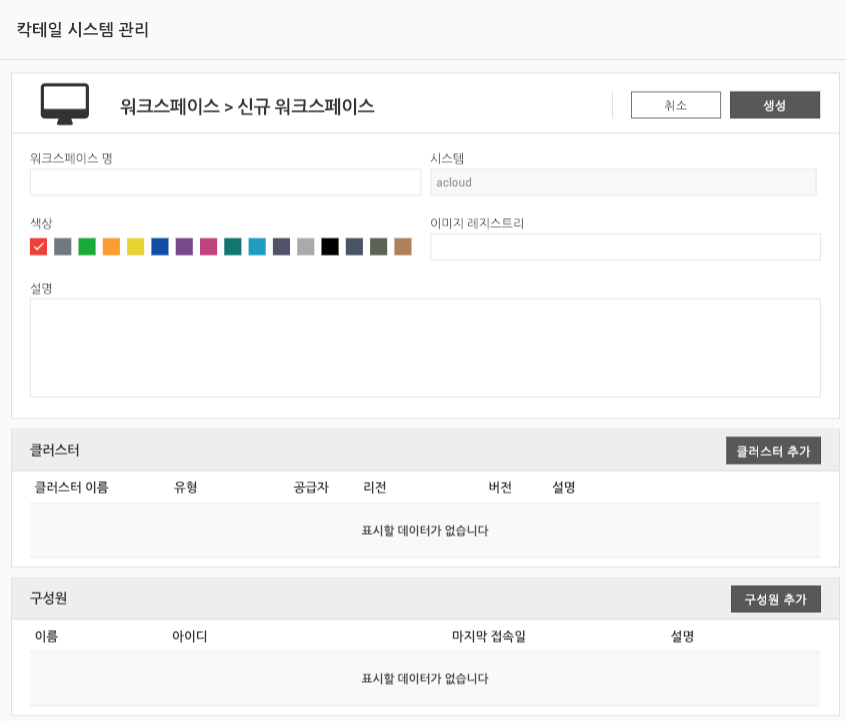 칵테일 시스템 관리
워크스페이스 > 신규 워크스페이스
취소
생성
워크스페이스 명
시스템
acloud
색상
이미지 레지스트리
설명
클러스터
클러스터 추가
클러스터 이름 유형 공급자 리전 버전 설명
표시할 데이터가 없습니다
구성원
구성원 추가
이름 아이디 마지막 접속일 설명
표시할 데이터가 없습니다